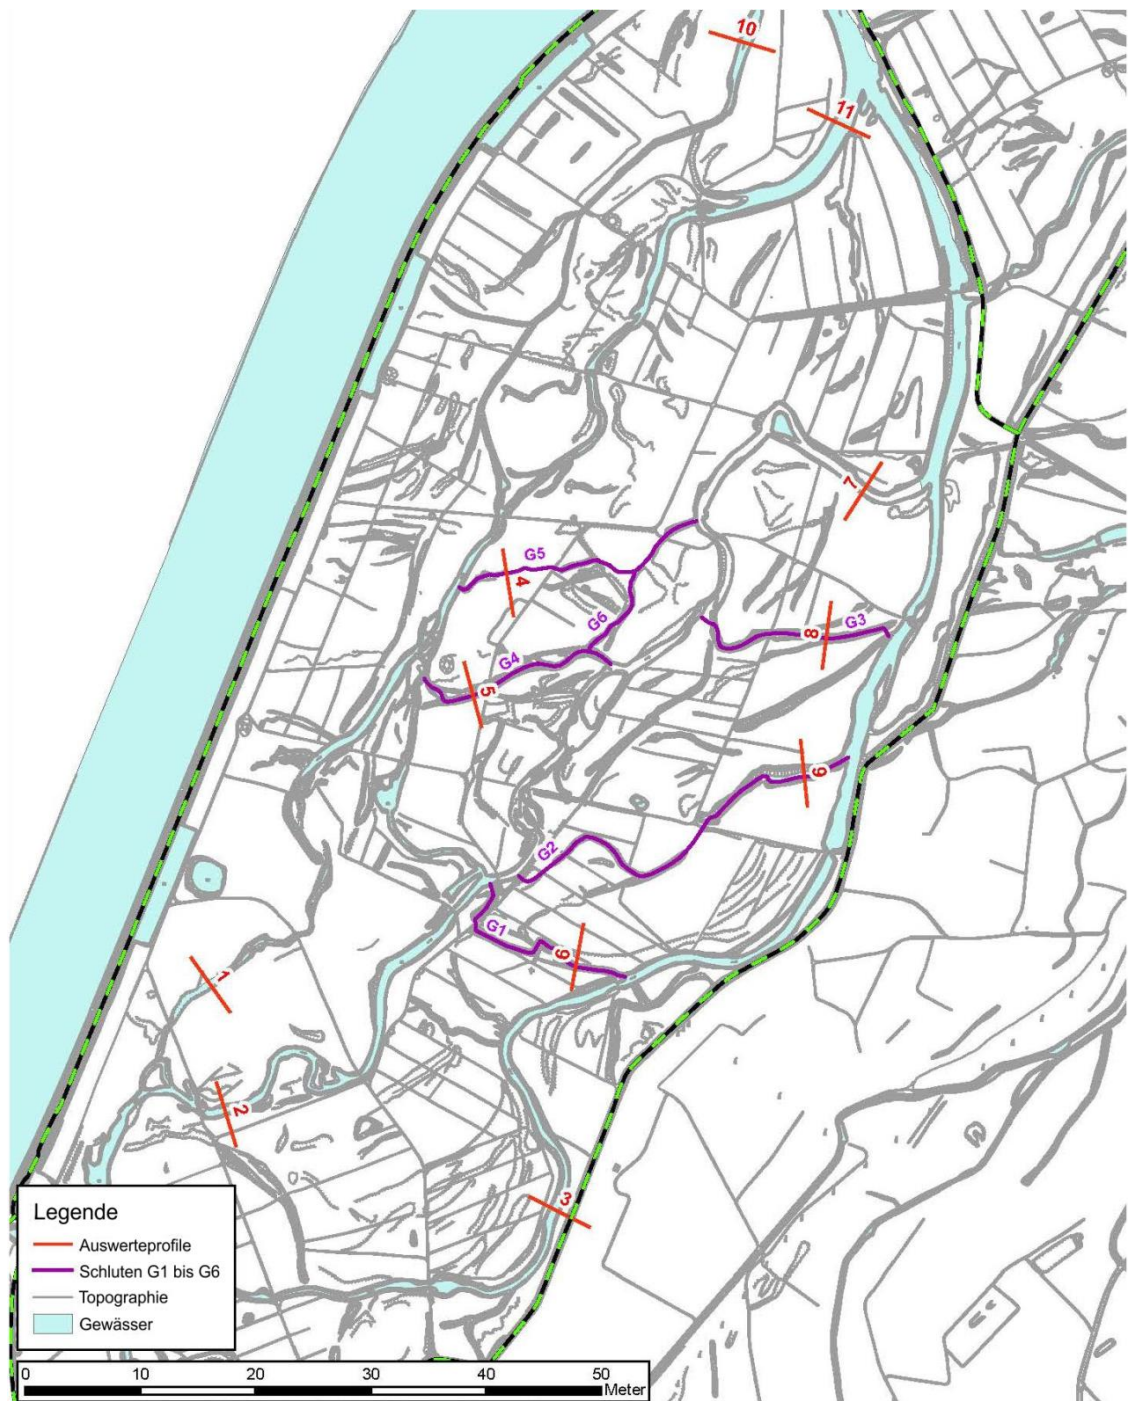 10
11
7
G5
4
G6
G3
8
G4
5
9
G2
G1
6
1
2
3
Legende
Auswerteprofile
Schluten G1 bis G6
Topographie
Gewässer
0 10 20 30 40 50
Meter